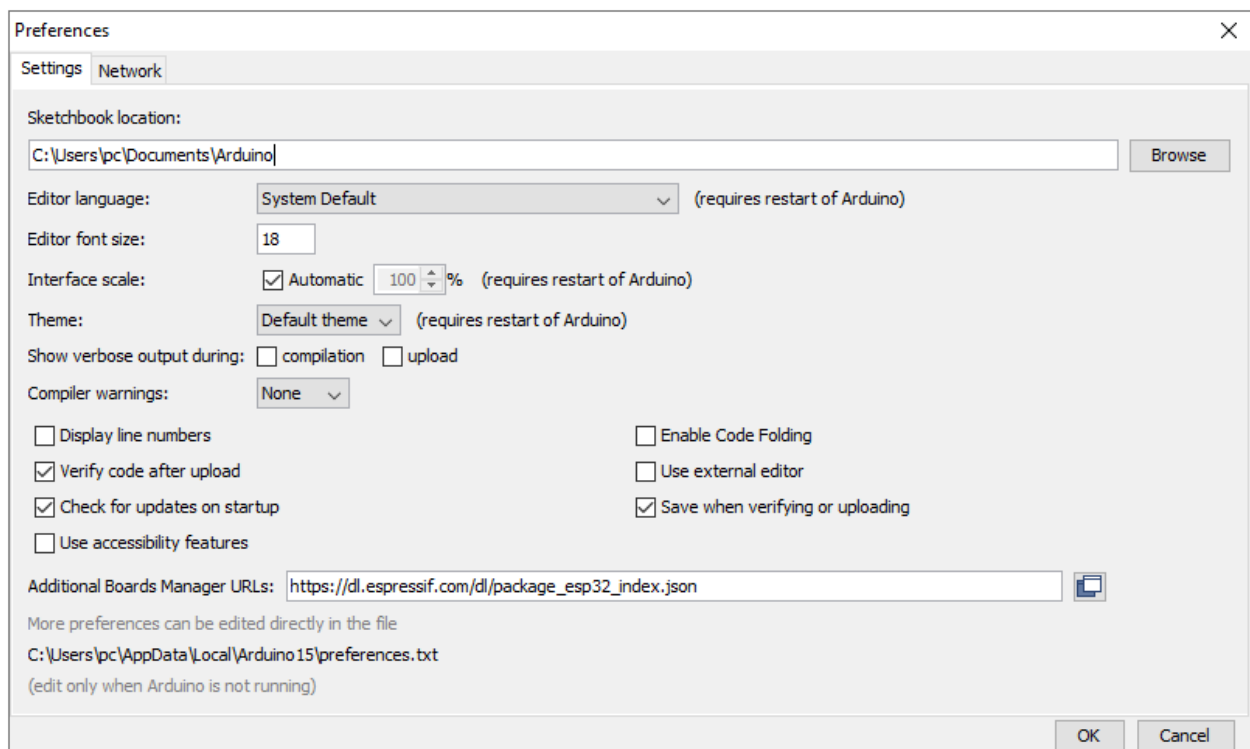 Preferences
Settings Network
Sketchbook location:
C:\Users\pc\Documents\Arduino Browse
Editor language: System Default (requires restart of Arduino)
Editor font size: 18
Interface scale: Automatic 100 % (requires restart of Arduino)
Theme: Default theme (requires restart of Arduino)
Show verbose output during: compilation upload
Compiler warnings: None
Display line numbers Enable Code Folding
Verify code after upload Use external editor
Check for updates on startup Save when verifying or uploading
Use accessibility features
Additional Boards Manager URLs: https://dl.espressif.com/dl/package_esp32_index.json
More preferences can be edited directly in the file
C:\Users\pc\AppData\Local\Arduino15\preferences.txt
(edit only when Arduino is not running)
OK Cancel